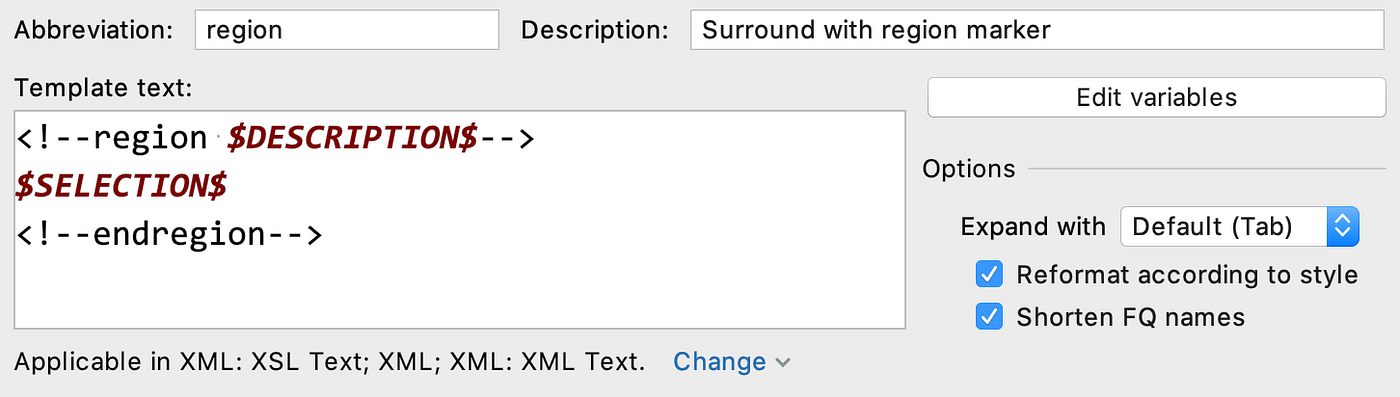 Abbreviation: region Description: Surround with region marker
Template text:
Edit variables
<!--region $DESCRIPTION$-->
$SELECTION$
<!--endregion-->
Options
Expand with Default (Tab)
Reformat according to style
Shorten FQ names
Applicable in XML: XSL Text; XML; XML: XML Text. Change